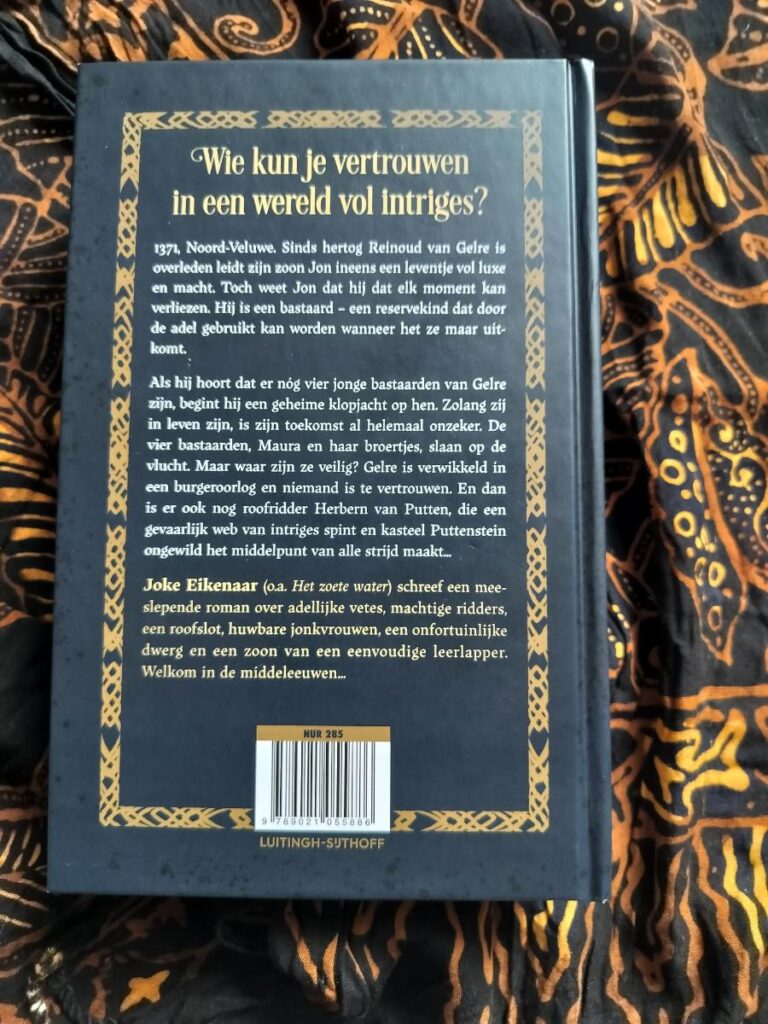 Wie kun je vertrouwen
in een wereld vol intriges?
1371, Noord-Veluwe. Sinds hertog Reinoud van Gelre is
overleden leidt zijn zoon Jon ineens een leventje vol luxe
en macht. Toch weet Jon dat hij dat elk moment kan
verliezen. Hij is een bastaard – een reservekind dat door
de adel gebruikt kan worden wanneer het ze maar uit-
komt.
Als hij hoort dat er nóg vier jonge bastaarden van Gelre
zijn, begint hij een geheime klopjacht op hen. Zolang zij
in leven zijn, is zijn toekomst al helemaal onzeker. De
vier bastaarden, Maura en haar broertjes, slaan op de
vlucht. Maar waar zijn ze veilig? Gelre is verwikkeld in
een burgeroorlog en niemand is te vertrouwen. En dan
is er ook nog roofridder Herbern van Putten, die een
gevaarlijk web van intriges spint en kasteel Puttenstein
ongewild het middelpunt van alle strijd maakt...
Joke Eikenaar (o.a. Het zoete water) schreef een mee-
slepende roman over adellijke vetes, machtige ridders,
een roofslot, huwbare jonkvrouwen, een onfortuinlijke
dwerg en een zoon van een eenvoudige leerlapper.
Welkom in de middeleeuwen...
NUR 285
9 789021 055886
LUITINGH-SIJTHOFF